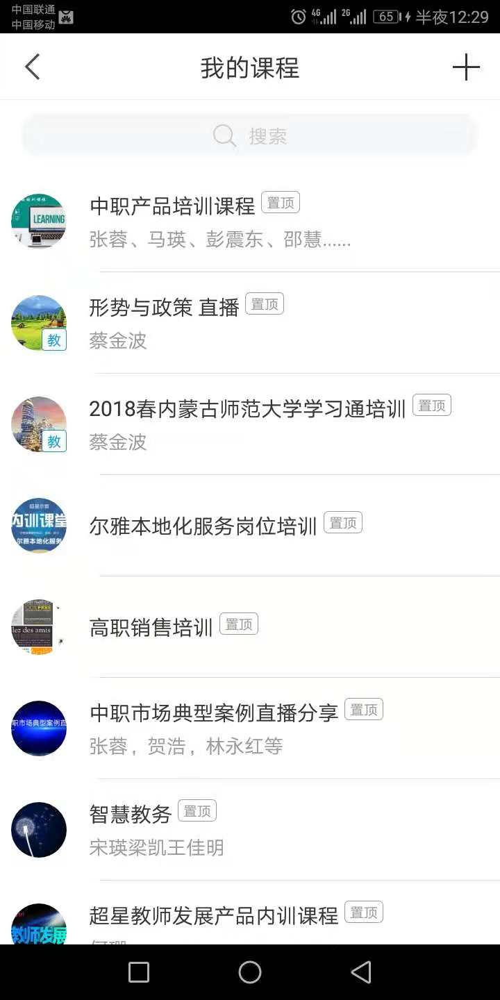 中国联通
中国移动
4G 2G 65 半夜12:29
我的课程
搜索
LEARNING
中职产品培训课程 置顶
张蓉、马瑛、彭震东、邵慧......
形势与政策 直播 置顶
教
蔡金波
2018春内蒙古师范大学学习通培训 置顶
教
蔡金波
内训课堂
尔雅本地化服务
尔雅本地化服务岗位培训 置顶
FREE
lez des amis
高职销售培训 置顶
职市场典型案例直
中职市场典型案例直播分享 置顶
张蓉，贺浩，林永红等
智慧教务 置顶
宋瑛梁凯王佳明
教师发展
超星教师发展产品内训课程 置顶